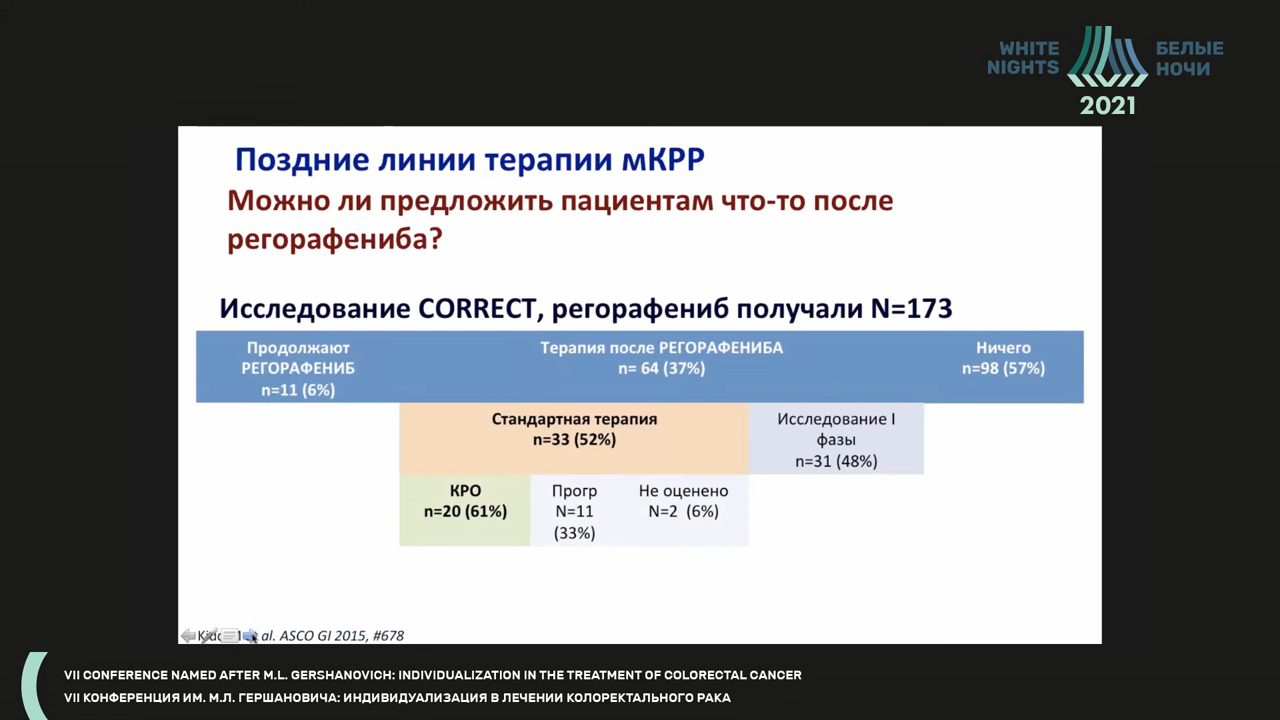 WHITE
NIGHTS
БЕЛЫЕ
НОЧИ
2021
Поздние линии терапии мКРР
Можно ли предложить пациентам что-то после
регорафениба?
Исследование CORRECT, регорафениб получали N=173
Продолжают
РЕГОРАФЕНИБ
n=11 (6%)
Терапия после РЕГОРАФЕНИБА
n= 64 (37%)
Ничего
n=98 (57%)
Стандартная терапия
n=33 (52%)
Исследование I
фазы
n=31 (48%)
КРО
n=20 (61%)
Прогр
N=11
(33%)
Не оценено
N=2 (6%)
al. ASCO GI 2015, #678
VII CONFERENCE NAMED AFTER M.L. GERSHANOVICH: INDIVIDUALIZATION IN THE TREATMENT OF COLORECTAL CANCER
VII КОНФЕРЕНЦИЯ ИМ. М.Л. ГЕРШАНОВИЧА: ИНДИВИДУАЛИЗАЦИЯ В ЛЕЧЕНИИ КОЛОРЕКТАЛЬНОГО РАКА